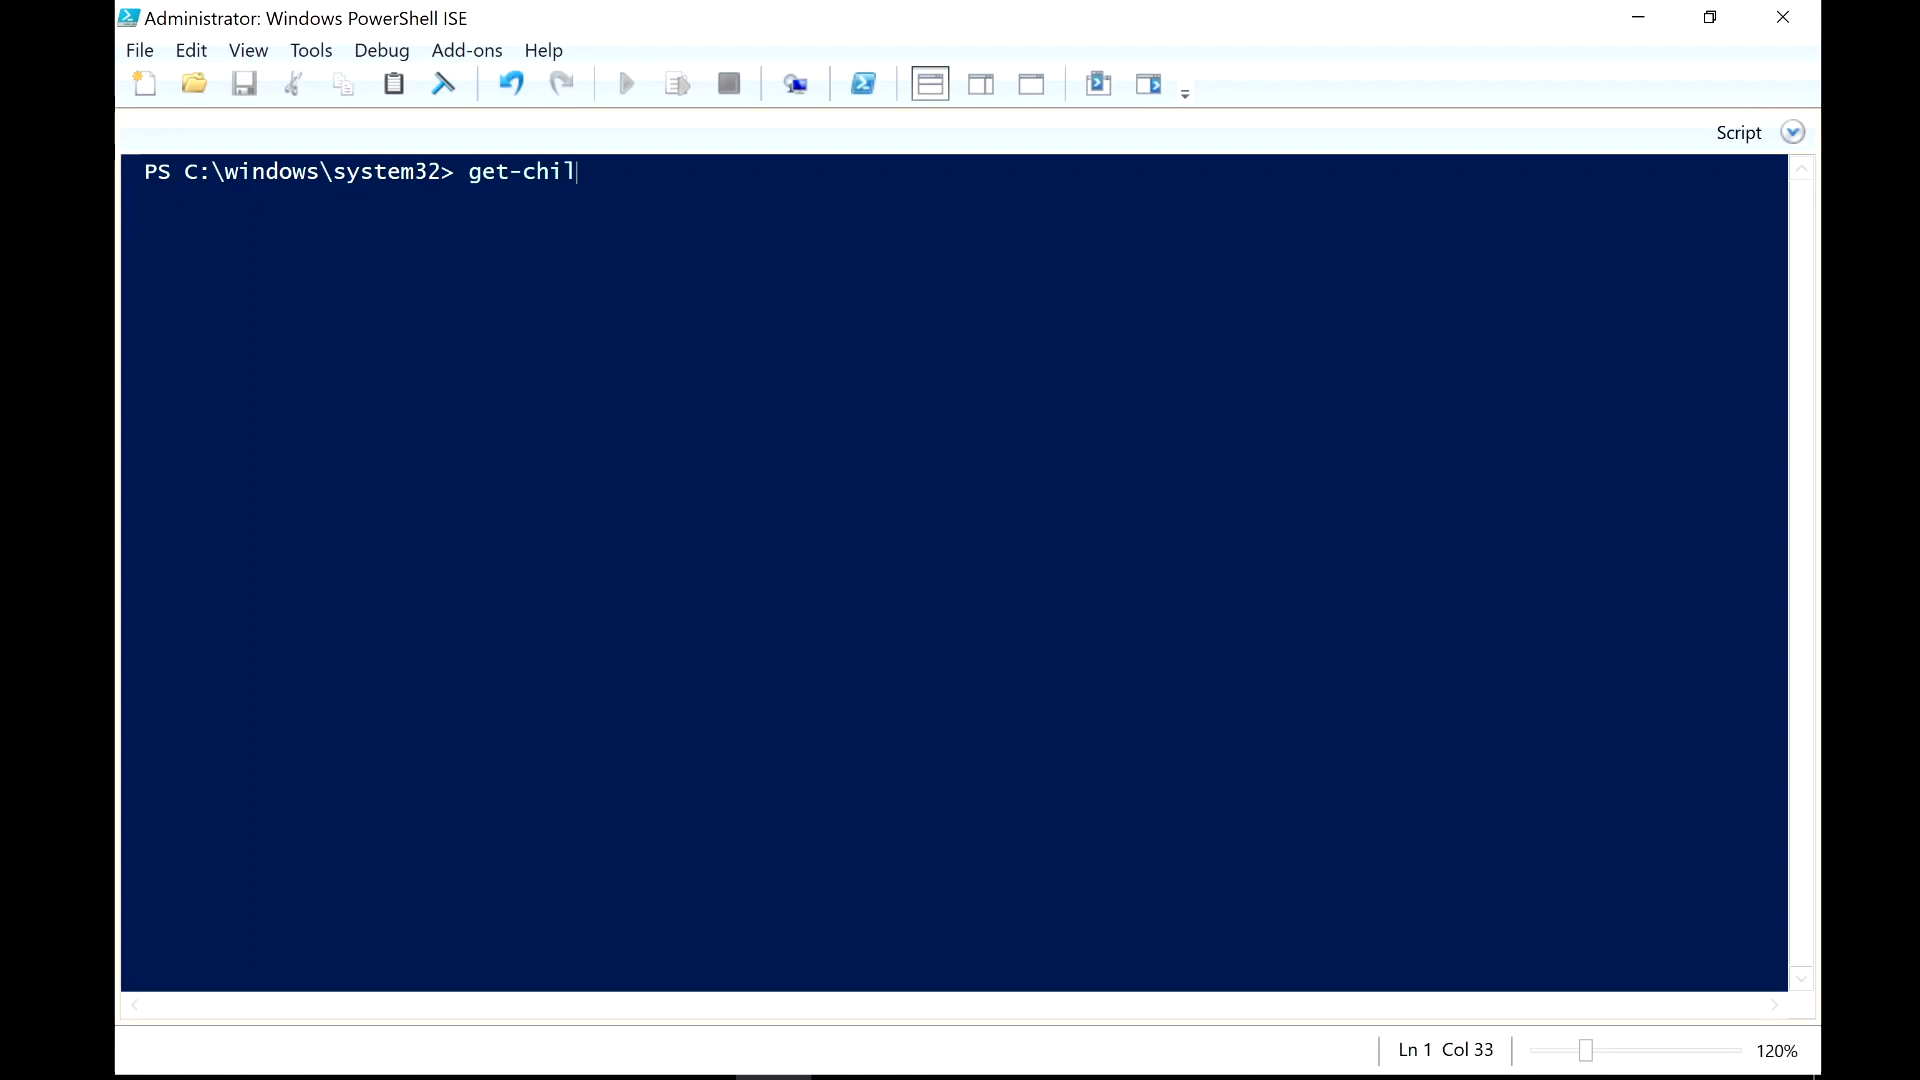 Administrator: Windows PowerShell ISE
File Edit View Tools Debug Add-ons Help
Script
PS C:\windows\system32> get-chil
Ln 1 Col 33
120%